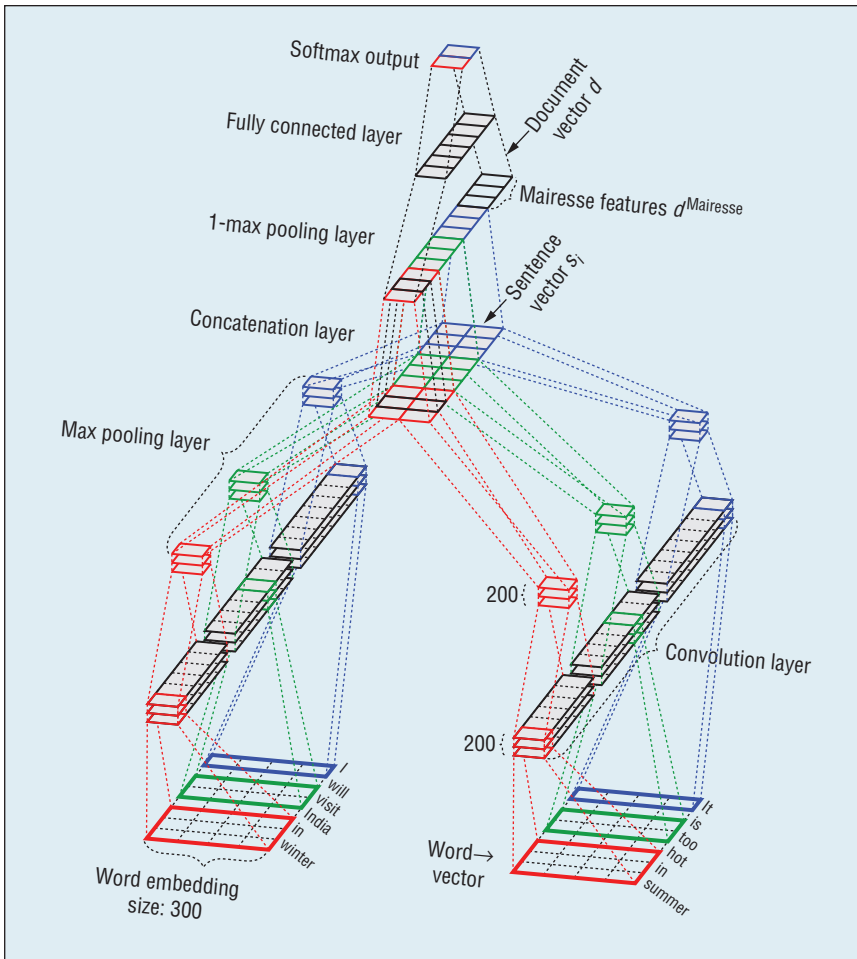 Softmax output
Document
vector d
Fully connected layer
Mairesse features d^Mairesse
1-max pooling layer
Sentence
vector s_i
Concatenation layer
Max pooling layer
200
Convolution layer
200
I
will
visit
India
in
winter
It
is
too
hot
in
summer
Word→
vector
Word embedding
size: 300